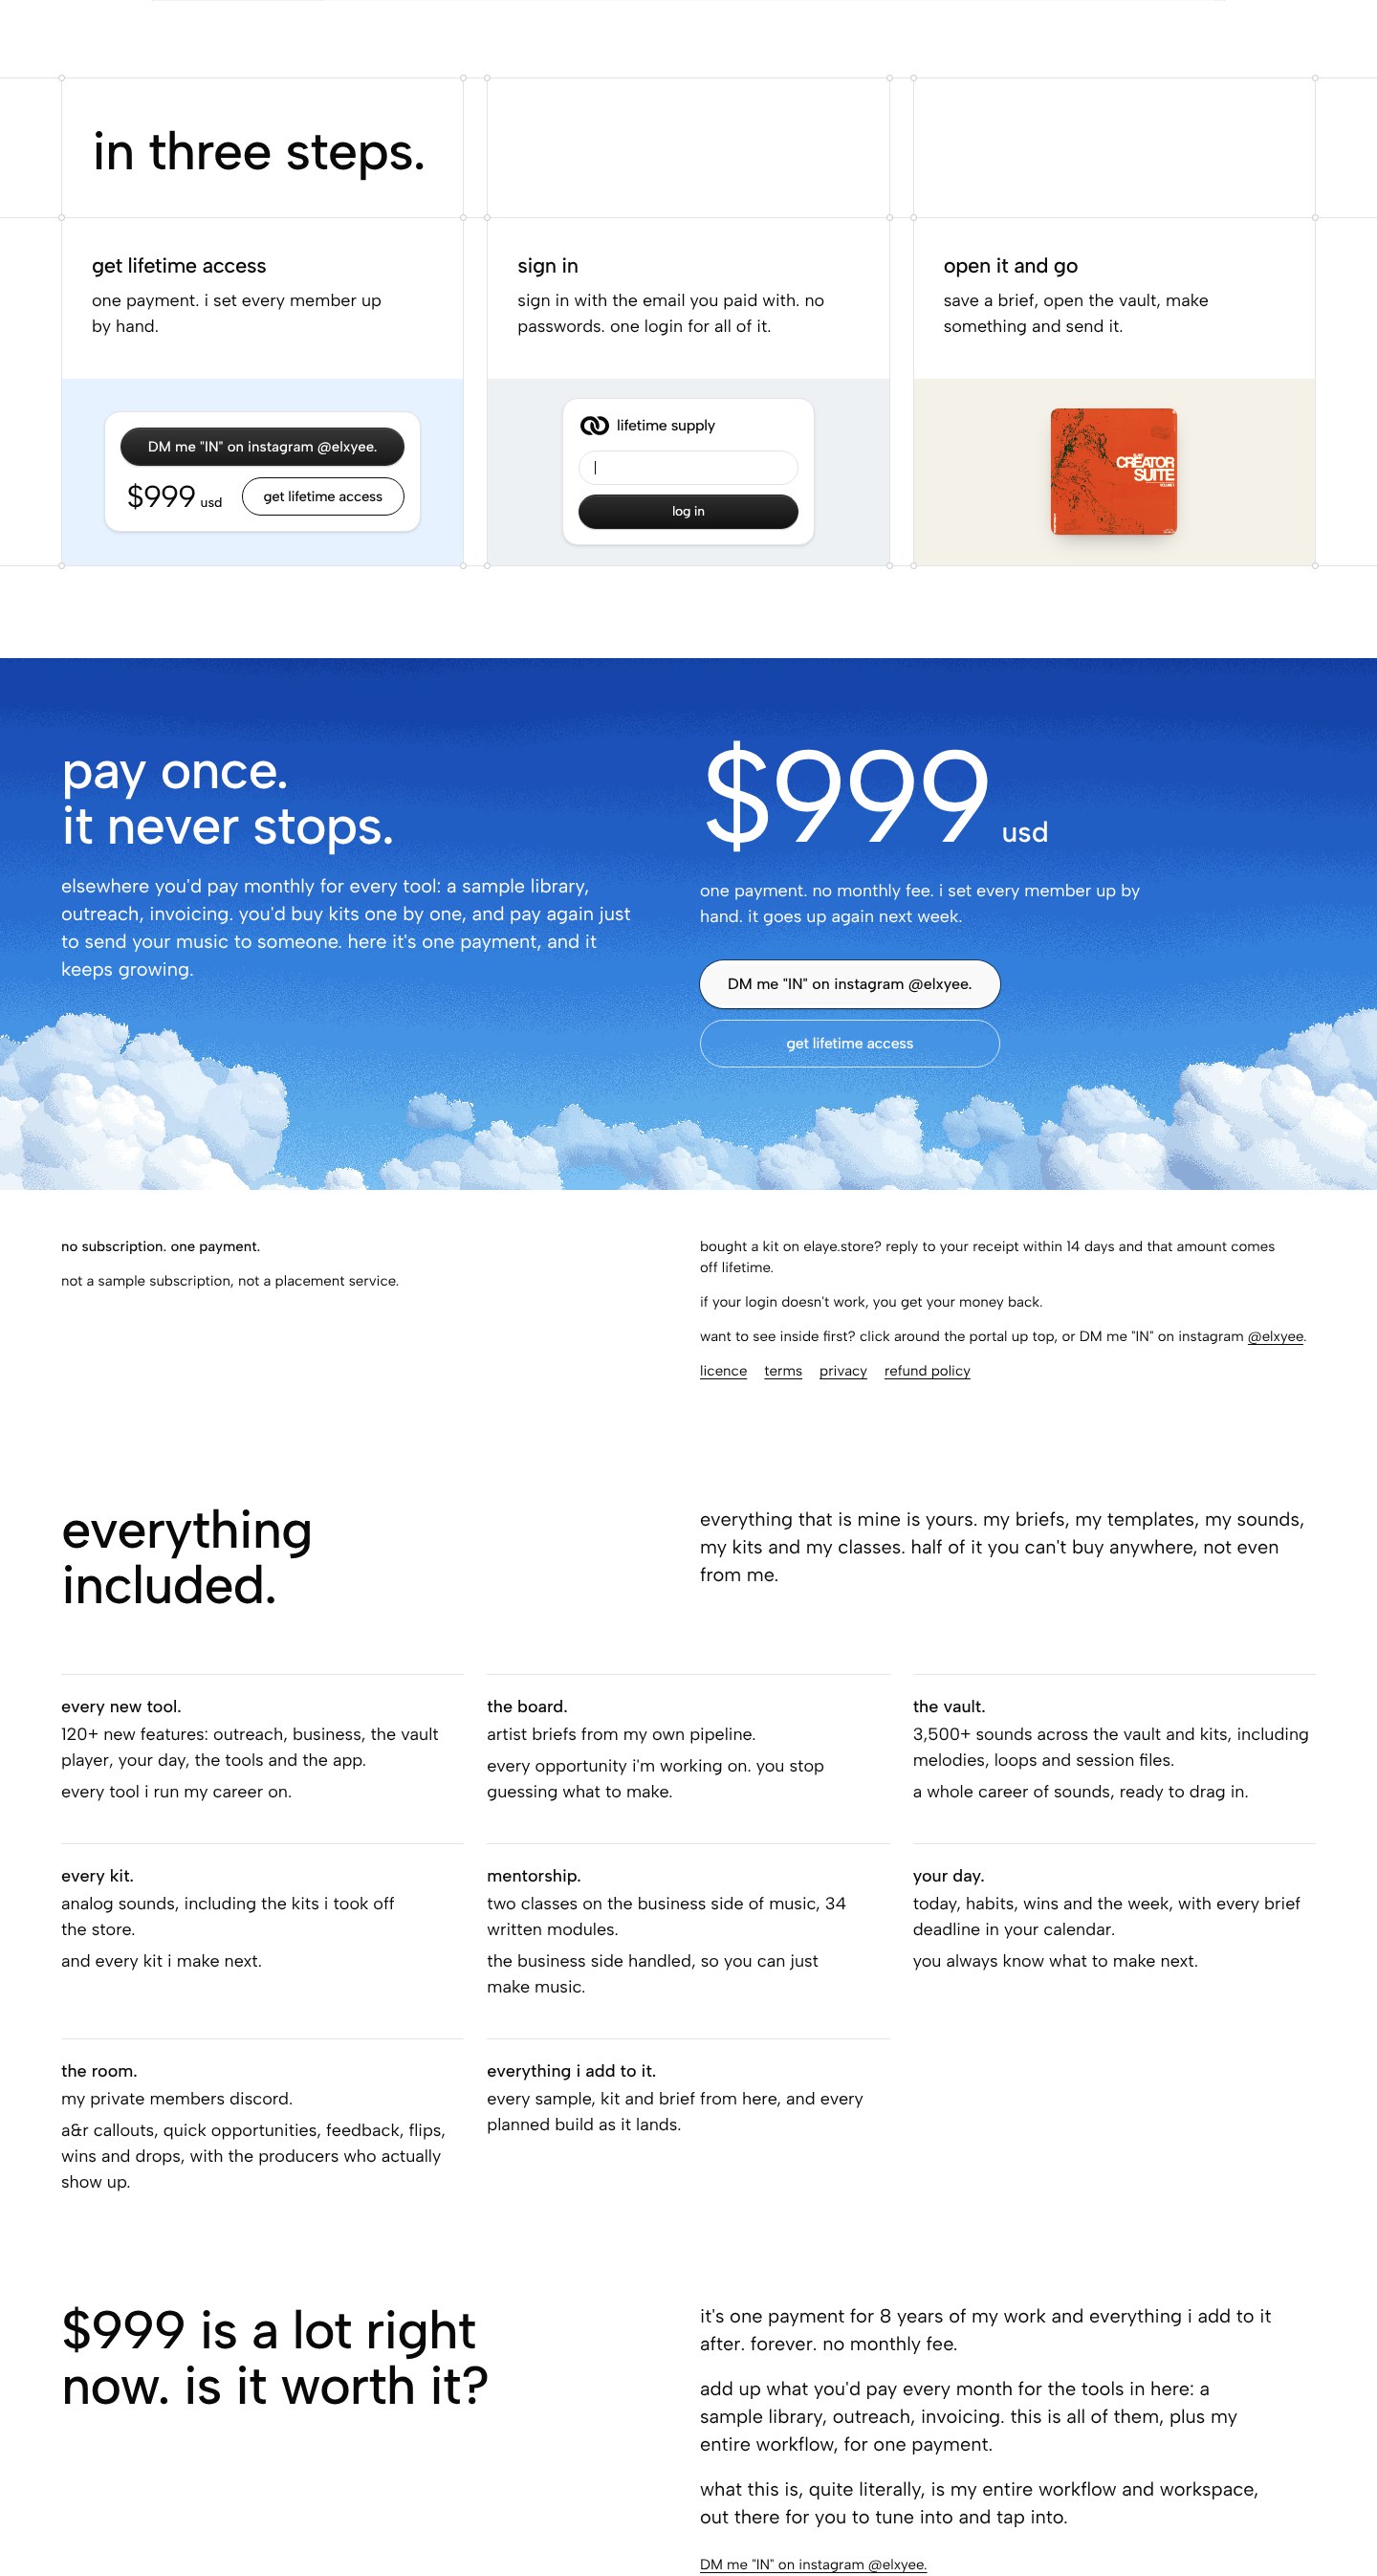 in three steps.
get lifetime access
one payment. i set every member up
by hand.
DM me "IN" on instagram @elxyee.
$999 usd
get lifetime access
sign in
sign in with the email you paid with. no
passwords. one login for all of it.
lifetime supply
log in
open it and go
save a brief, open the vault, make
something and send it.
CREATOR
SUITE
pay once.
it never stops.
elsewhere you'd pay monthly for every tool: a sample library,
outreach, invoicing. you'd buy kits one by one, and pay again just
to send your music to someone. here it's one payment, and it
keeps growing.
$999 usd
one payment. no monthly fee. i set every member up by
hand. it goes up again next week.
DM me "IN" on instagram @elxyee.
get lifetime access
no subscription. one payment.
not a sample subscription, not a placement service.
bought a kit on elaye.store? reply to your receipt within 14 days and that amount comes
off lifetime.
if your login doesn't work, you get your money back.
want to see inside first? click around the portal up top, or DM me "IN" on instagram @elxyee.
licence terms privacy refund policy
everything
included.
everything that is mine is yours. my briefs, my templates, my sounds,
my kits and my classes. half of it you can't buy anywhere, not even
from me.
every new tool.
120+ new features: outreach, business, the vault
player, your day, the tools and the app.
every tool i run my career on.
the board.
artist briefs from my own pipeline.
every opportunity i'm working on. you stop
guessing what to make.
the vault.
3,500+ sounds across the vault and kits, including
melodies, loops and session files.
a whole career of sounds, ready to drag in.
every kit.
analog sounds, including the kits i took off
the store.
and every kit i make next.
mentorship.
two classes on the business side of music, 34
written modules.
the business side handled, so you can just
make music.
your day.
today, habits, wins and the week, with every brief
deadline in your calendar.
you always know what to make next.
the room.
my private members discord.
a&r callouts, quick opportunities, feedback, flips,
wins and drops, with the producers who actually
show up.
everything i add to it.
every sample, kit and brief from here, and every
planned build as it lands.
$999 is a lot right
now. is it worth it?
it's one payment for 8 years of my work and everything i add to it
after. forever. no monthly fee.
add up what you'd pay every month for the tools in here: a
sample library, outreach, invoicing. this is all of them, plus my
entire workflow, for one payment.
what this is, quite literally, is my entire workflow and workspace,
out there for you to tune into and tap into.
DM me "IN" on instagram @elxyee.